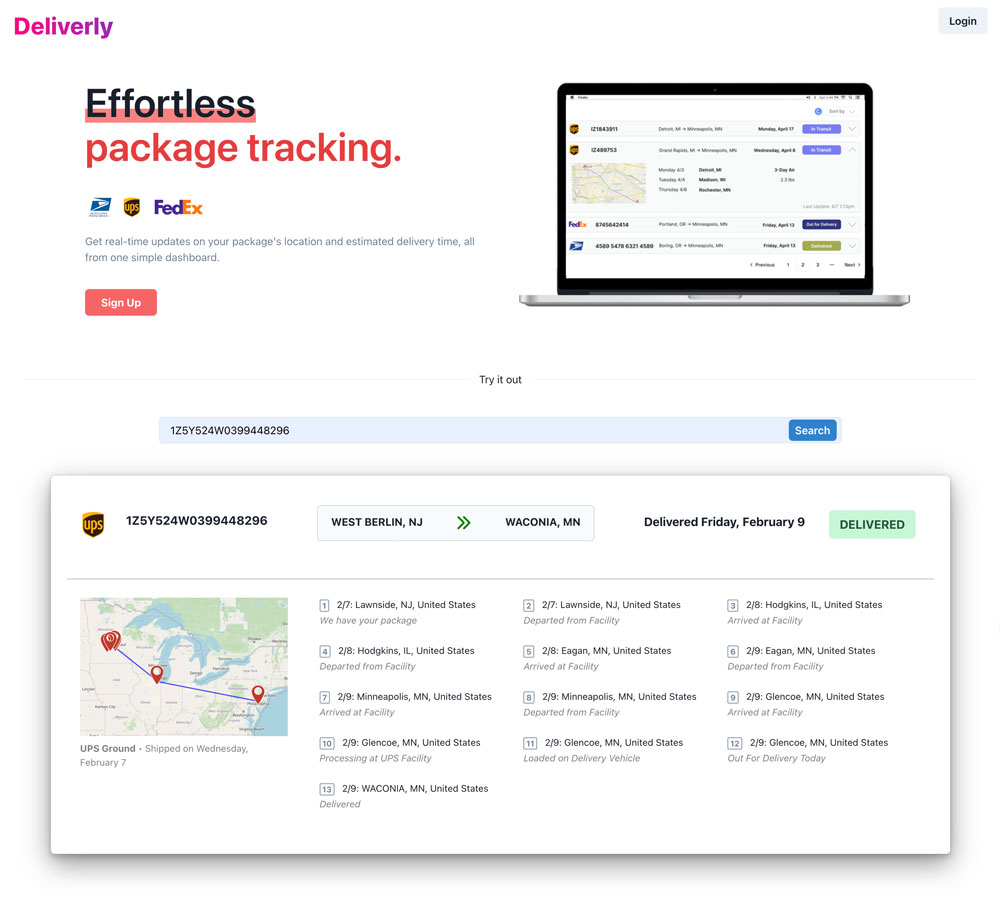 Deliverly
Login
Effortless
package tracking.
ups
FedEx
Get real-time updates on your package's location and estimated delivery time, all
from one simple dashboard.
Sign Up
Sort by
IZ1843911 Detroit, MI → Minneapolis, MN Monday, April 17 In Transit
IZ489753 Grand Rapids, MI → Minneapolis, MN Wednesday, April 8 In Transit
Monday 4/3 Detroit, MI 3-Day Air
Tuesday 4/4 Madison, WI 2.3 lbs
Thursday 4/6 Rochester, MN
Last Update: 4/7 1:13pm
FedEx 8745642414 Portland, OR → Minneapolis, MN Friday, April 13 Out for Delivery
4589 5478 6321 4589 Boring, OR → Minneapolis, MN Friday, April 13 Delivered
Previous 1 2 3 ... Next
Try it out
1Z5Y524W0399448296 Search
ups 1Z5Y524W0399448296 WEST BERLIN, NJ WACONIA, MN Delivered Friday, February 9 DELIVERED
1 2/7: Lawnside, NJ, United States
We have your package
2 2/7: Lawnside, NJ, United States
Departed from Facility
3 2/8: Hodgkins, IL, United States
Arrived at Facility
4 2/8: Hodgkins, IL, United States
Departed from Facility
5 2/8: Eagan, MN, United States
Arrived at Facility
6 2/9: Eagan, MN, United States
Departed from Facility
7 2/9: Minneapolis, MN, United States
Arrived at Facility
8 2/9: Minneapolis, MN, United States
Departed from Facility
9 2/9: Glencoe, MN, United States
Arrived at Facility
10 2/9: Glencoe, MN, United States
Processing at UPS Facility
11 2/9: Glencoe, MN, United States
Loaded on Delivery Vehicle
12 2/9: Glencoe, MN, United States
Out For Delivery Today
13 2/9: WACONIA, MN, United States
Delivered
UPS Ground - Shipped on Wednesday,
February 7